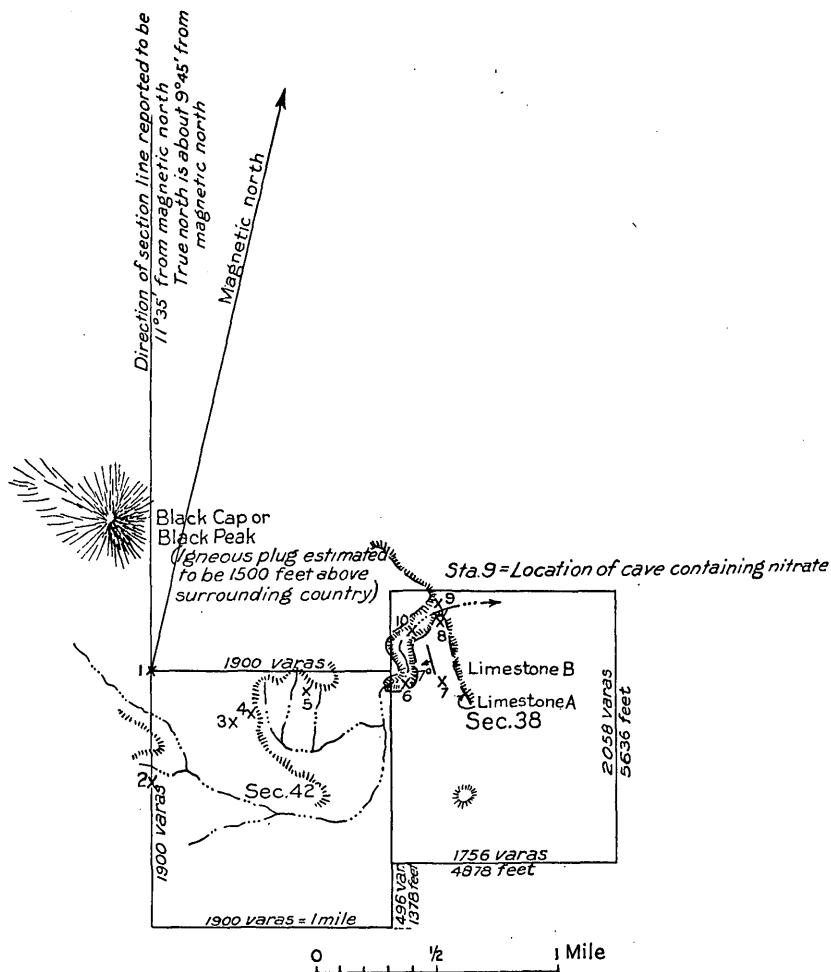 Direction of section line reported to be
11°35' from magnetic north
True north is about 9°45' from
magnetic north
Magnetic north
Black Cap or
Black Peak
(Igneous plug estimated
to be 1500 feet above
surrounding country)
Sta.9 = Location of cave containing nitrate
9
10
8
1
1900 varas
Limestone B
7°
6
7
5
Limestone A
Sec.38
4
3
2
Sec.42
2058 varas
5636 feet
1900 varas
1756 varas
4878 feet
496 var.
1378 feet
1900 varas = 1 mile
0 1/2 1 Mile